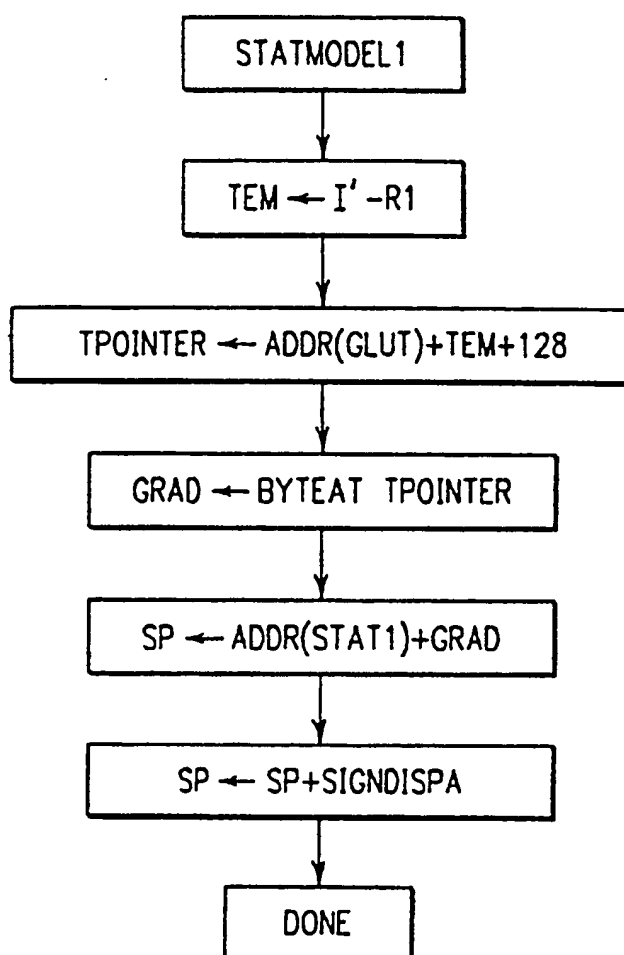 STATMODEL1
TEM ← I' -R1
TPOINTER ← ADDR(GLUT)+TEM+128
GRAD ← BYTEAT TPOINTER
SP ← ADDR(STAT1)+GRAD
SP ← SP+SIGNDISPA
DONE